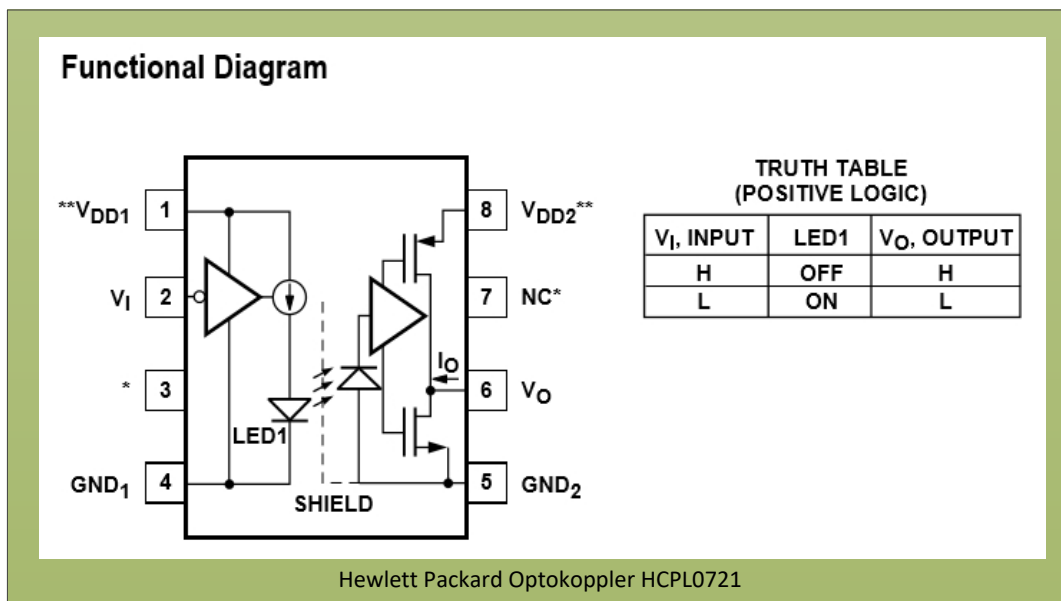 Functional Diagram
**VDD1 1
VI 2
* 3
GND1 4
8 VDD2**
7 NC*
6 VO
5 GND2
IO
LED1
SHIELD
TRUTH TABLE
(POSITIVE LOGIC)
VI, INPUT LED1 VO, OUTPUT
H OFF H
L ON L
Hewlett Packard Optokoppler HCPL0721